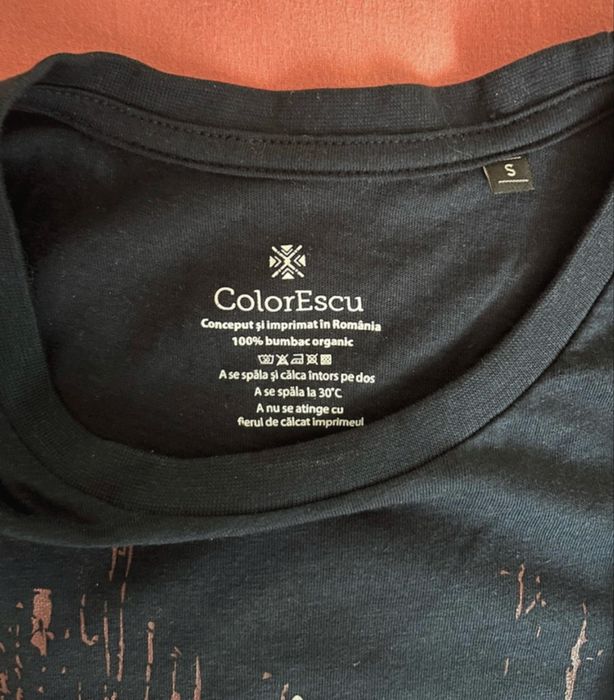 S
ColorEscu
Conceput și imprimat în România
100% bumbac organic
A se spăla și călca întors pe dos
A se spăla la 30°C
A nu se atinge cu
fierul de călcat imprimeul